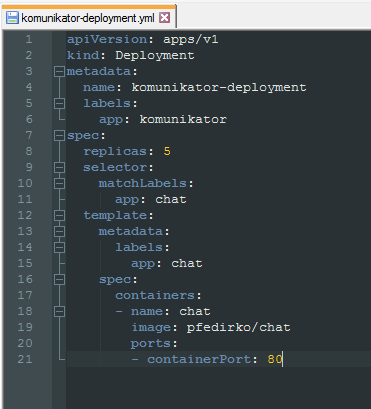 komunikator-deployment.yml
1 apiVersion: apps/v1
2 kind: Deployment
3 metadata:
4   name: komunikator-deployment
5   labels:
6     app: komunikator
7 spec:
8   replicas: 5
9   selector:
10     matchLabels:
11       app: chat
12   template:
13     metadata:
14       labels:
15         app: chat
16     spec:
17       containers:
18       - name: chat
19         image: pfedirko/chat
20         ports:
21         - containerPort: 80